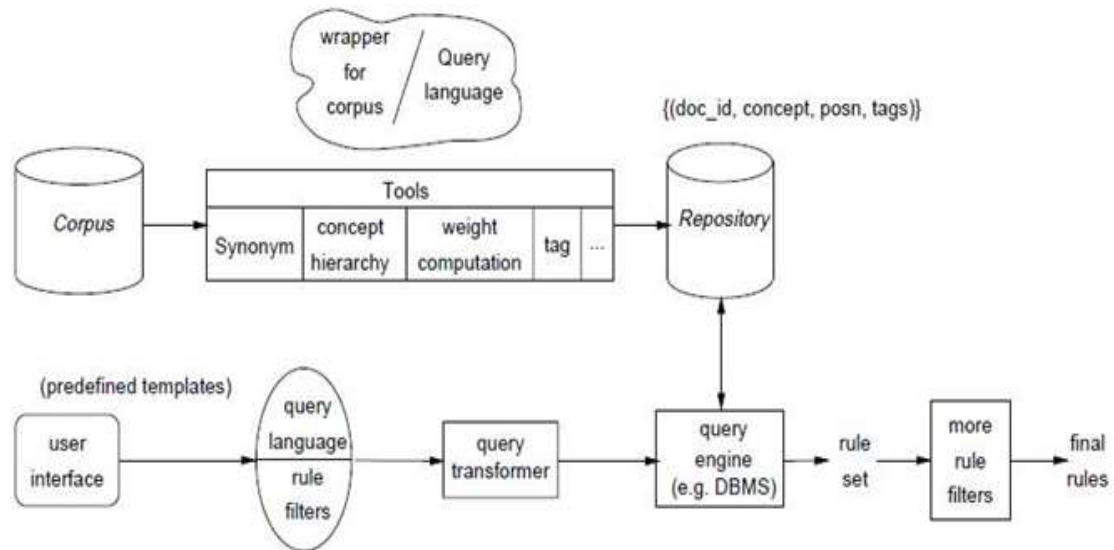 wrapper
for
corpus
Query
language
{(doc_id, concept, posn, tags)}
Corpus
Tools
Synonym
concept
hierarchy
weight
computation
tag
...
Repository
(predefined templates)
user
interface
query
language
rule
filters
query
transformer
query
engine
(e.g. DBMS)
rule
set
more
rule
filters
final
rules